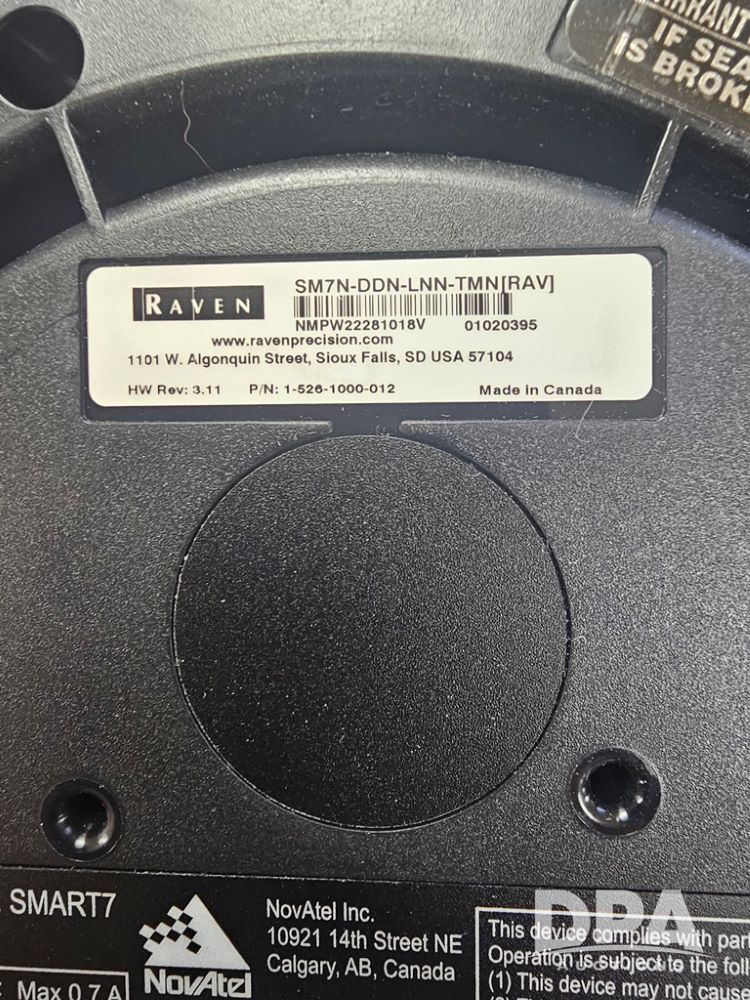 WARRANT
IF SEA
IS BROK
RAVEN
SM7N-DDN-LNN-TMN[RAV]
NMPW22281018V 01020395
www.ravenprecision.com
1101 W. Algonquin Street, Sioux Falls, SD USA 57104
HW Rev: 3.11 P/N: 1-526-1000-012 Made in Canada
SMART7
Max 0.7 A
NovAtel
NovAtel Inc.
10921 14th Street NE
Calgary, AB, Canada
This device complies with part
Operation is subject to the foll
(1) This device may not cause
DPA